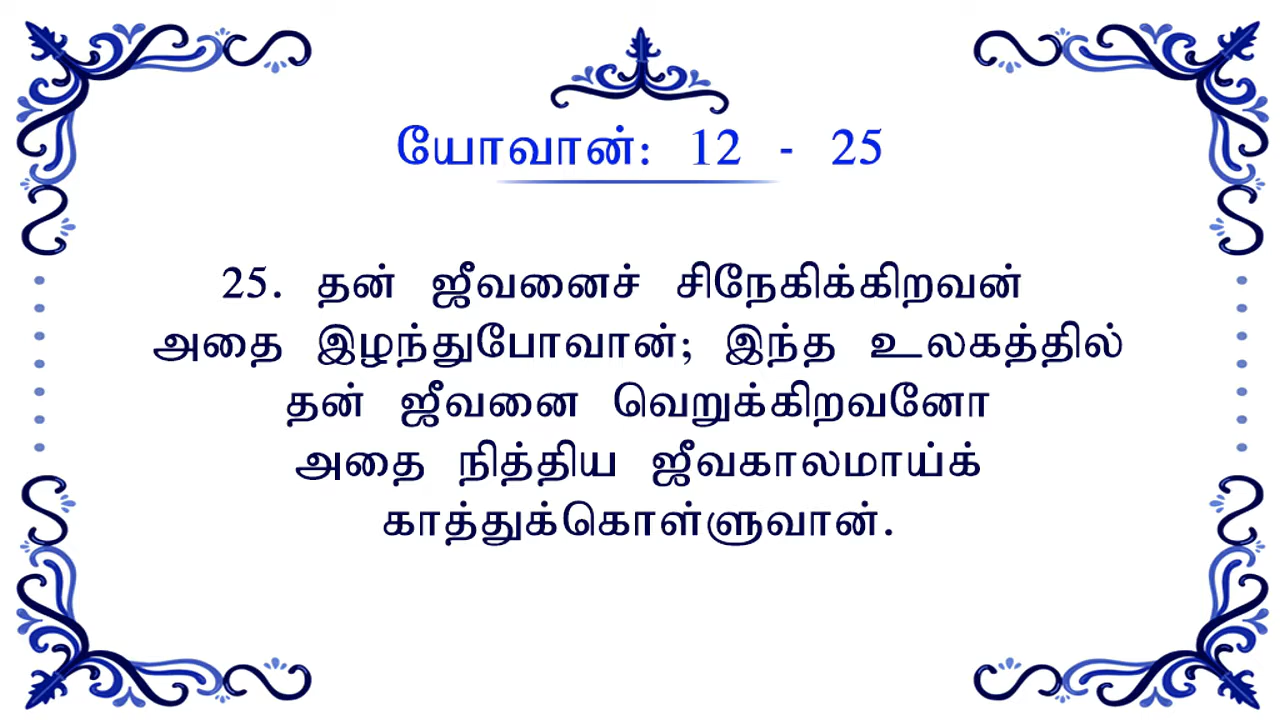 யோவான்: 12 - 25
25. தன் ஜீவனைச் சிநேகிக்கிறவன்
அதை இழந்துபோவான்; இந்த உலகத்தில்
தன் ஜீவனை வெறுக்கிறவனோ
அதை நித்திய ஜீவகாலமாய்க்
காத்துக்கொள்ளுவான்.